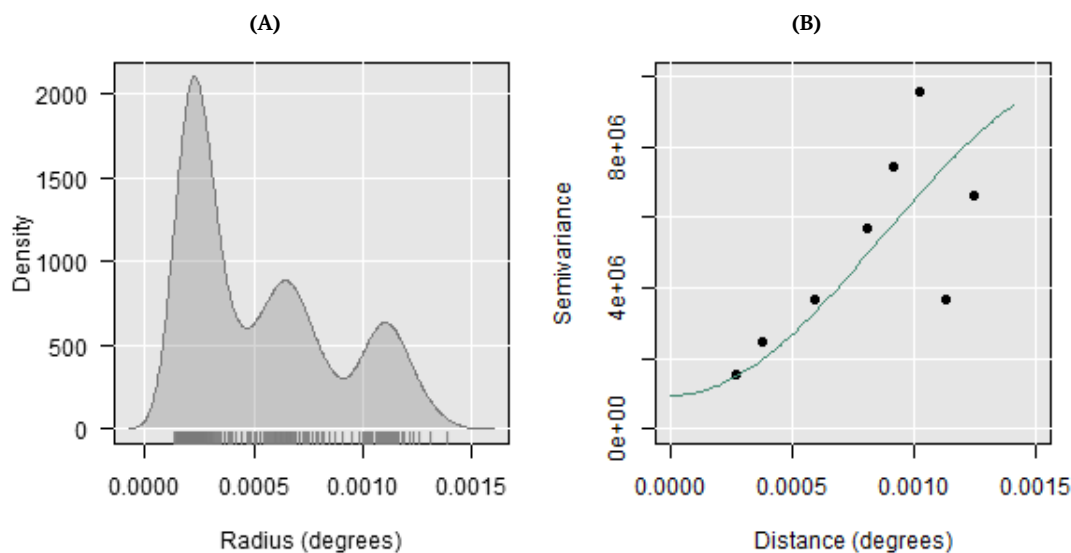 (A)
2000
1500
1000
500
0
Density
0.0000 0.0005 0.0010 0.0015
Radius (degrees)
(B)
8e+06
4e+06
0e+00
Semivariance
0.0000 0.0005 0.0010 0.0015
Distance (degrees)